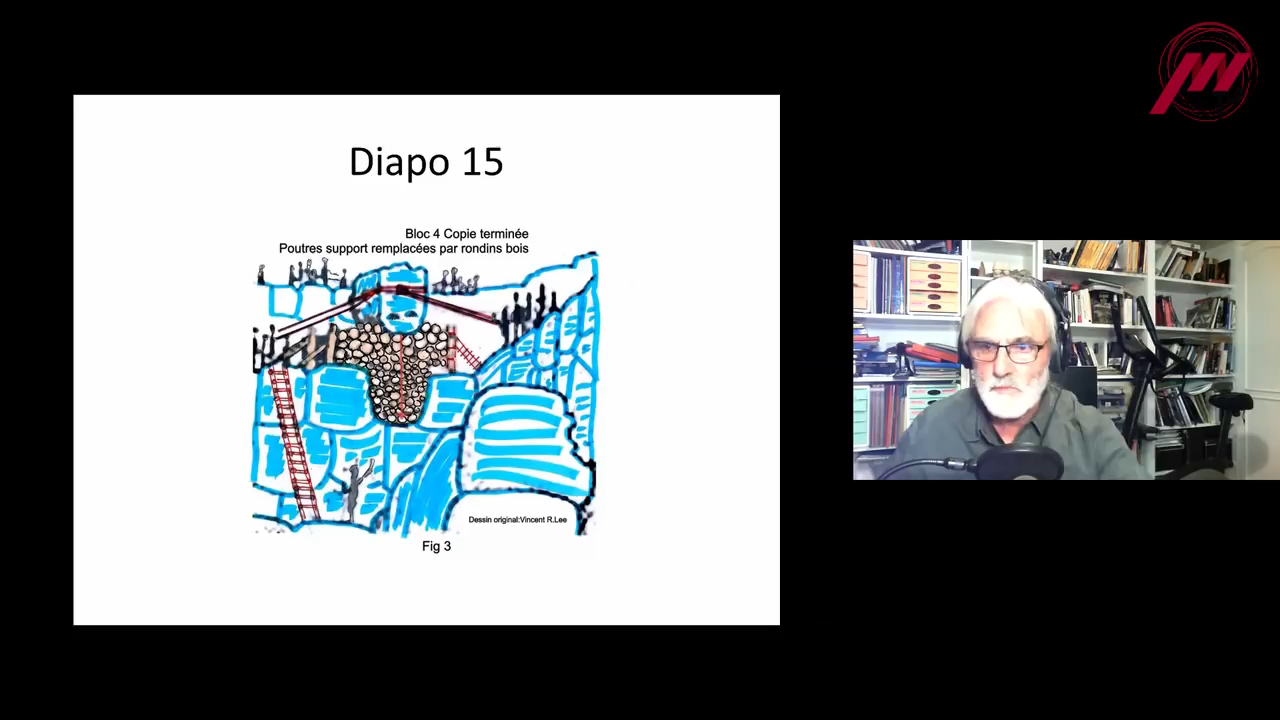 Diapo 15
Bloc 4 Copie terminée
Poutres support remplacées par rondins bois
Dessin original:Vincent R.Lee
Fig 3